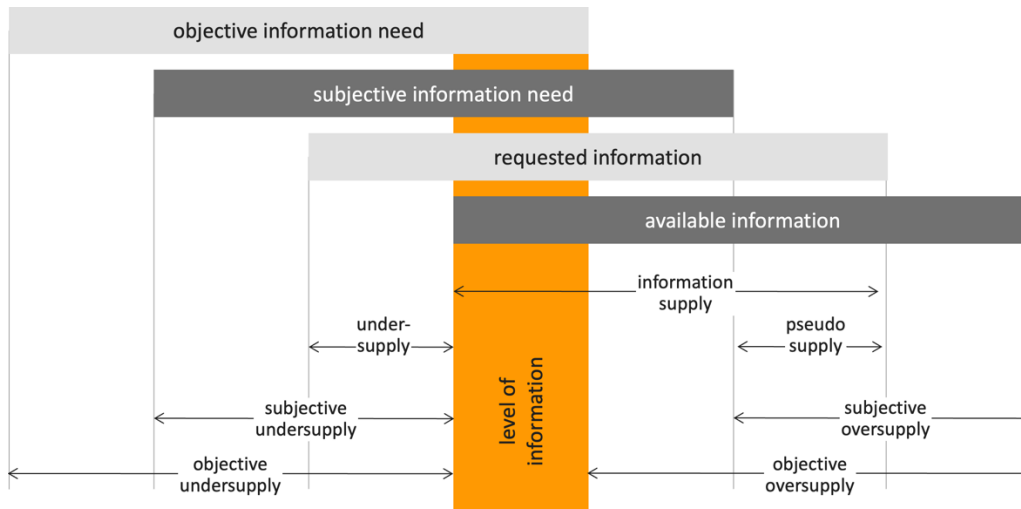 objective information need
subjective information need
requested information
available information
information
supply
under-
supply
pseudo
supply
level of
information
subjective
undersupply
subjective
oversupply
objective
undersupply
objective
oversupply